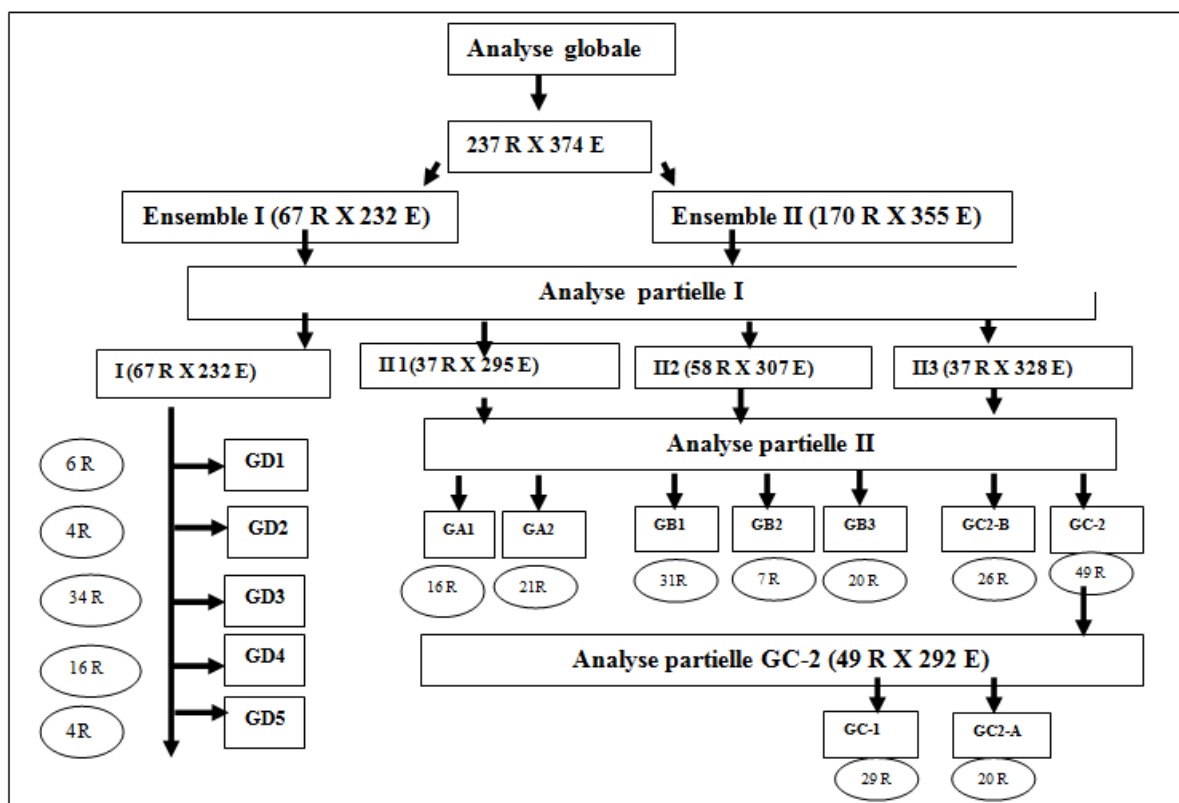 Analyse globale
237 R X 374 E
Ensemble I (67 R X 232 E)
Ensemble II (170 R X 355 E)
Analyse partielle I
I (67 R X 232 E)
II 1 (37 R X 295 E)
II2 (58 R X 307 E)
II3 (37 R X 328 E)
Analyse partielle II
6 R
GD1
4R
GD2
34 R
GD3
16 R
GD4
4R
GD5
GA1
GA2
GB1
GB2
GB3
GC2-B
GC-2
16 R
21R
31R
7 R
20 R
26 R
49 R
Analyse partielle GC-2 (49 R X 292 E)
GC-1
GC2-A
29 R
20 R